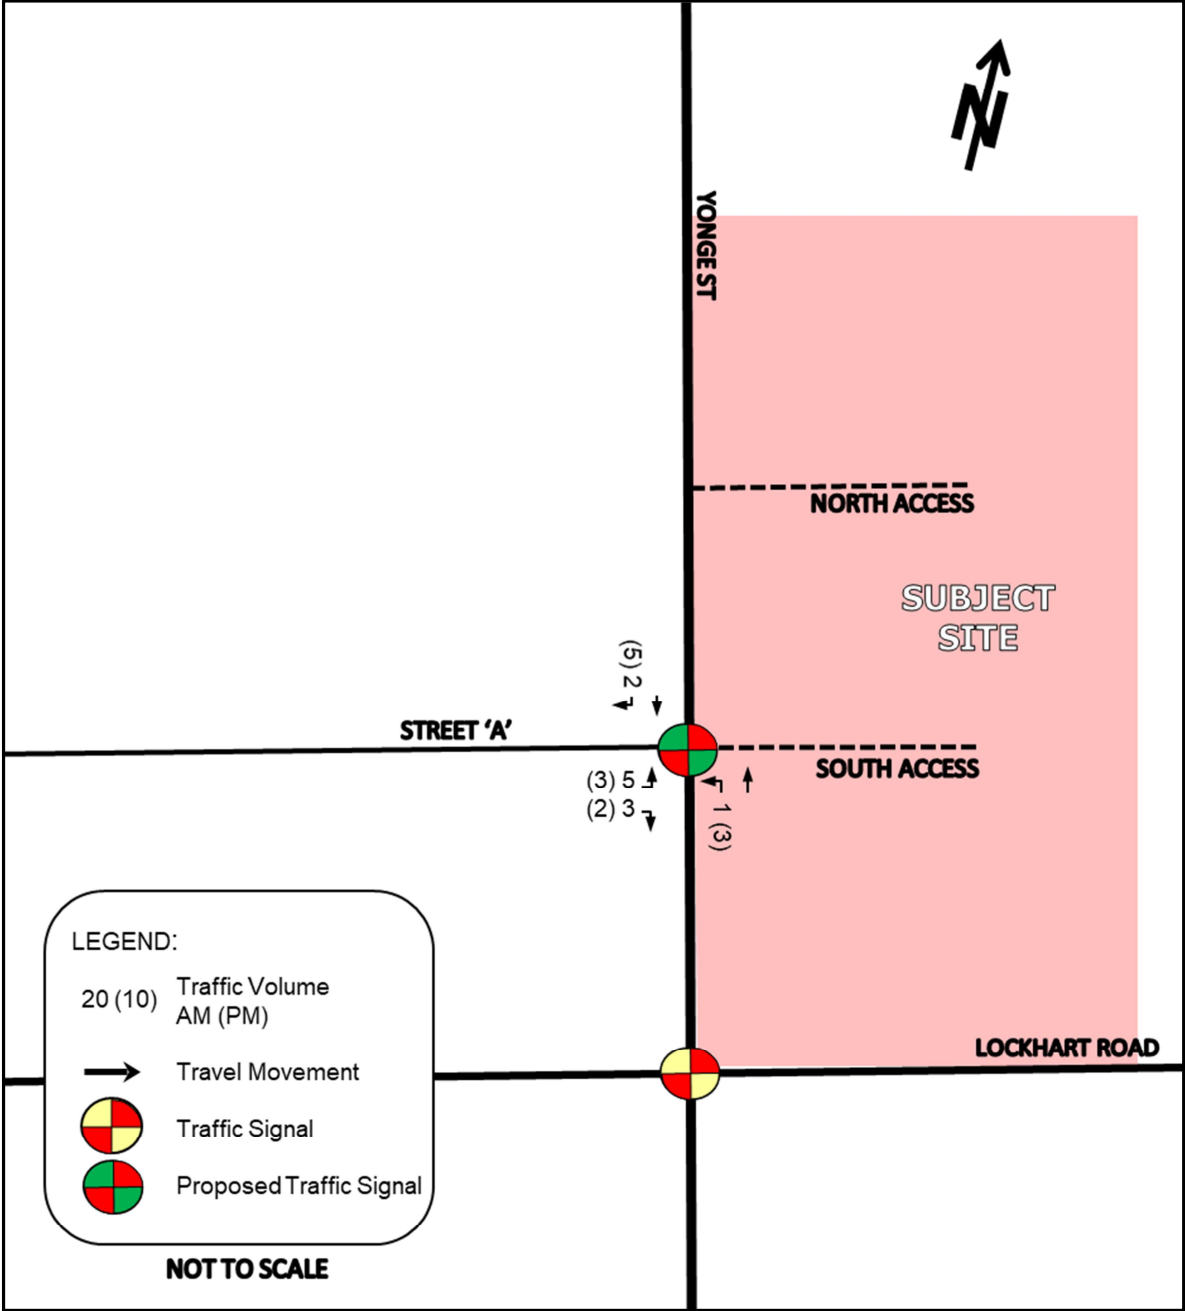 N
YONGE ST
NORTH ACCESS
SUBJECT
SITE
(5) 2
STREET ‘A’
SOUTH ACCESS
(3) 5
(2) 3
1 (3)
LEGEND:
20 (10)
Traffic Volume
AM (PM)
Travel Movement
Traffic Signal
Proposed Traffic Signal
LOCKHART ROAD
NOT TO SCALE